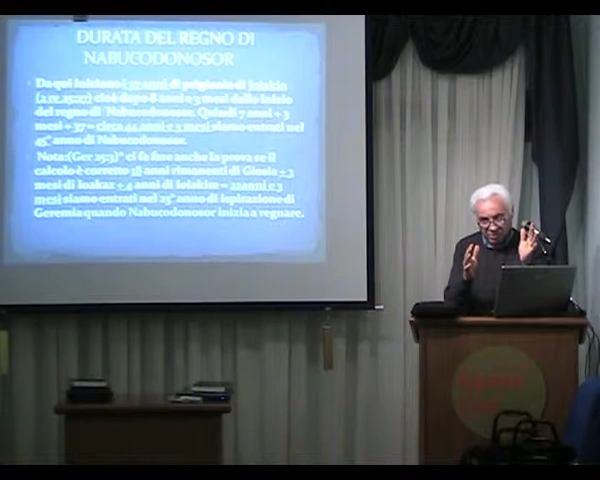 DURATA DEL REGNO DI
NABUCODONOSOR
Da qui iniziano i 37 anni di prigionia di Joiakin
(2.re.25:27) cioè dopo 8 anni e 3 mesi dallo inizio
del regno di Nabucodonosor. Quindi 7 anni + 3
mesi + 37 = circa 44 anni e 3 mesi siamo entrati nel
45° anno di Nabucodonosor.
Nota:(Ger 25:3)" ci fa fare anche la prova se il
calcolo è corretto 18 anni rimanenti di Giosia + 3
mesi di Ioakaz + 4 anni di Ioiakim = 22anni e 3
mesi siamo entrati nel 23° anno di ispirazione di
Geremia quando Nabucodonosor inizia a regnare.